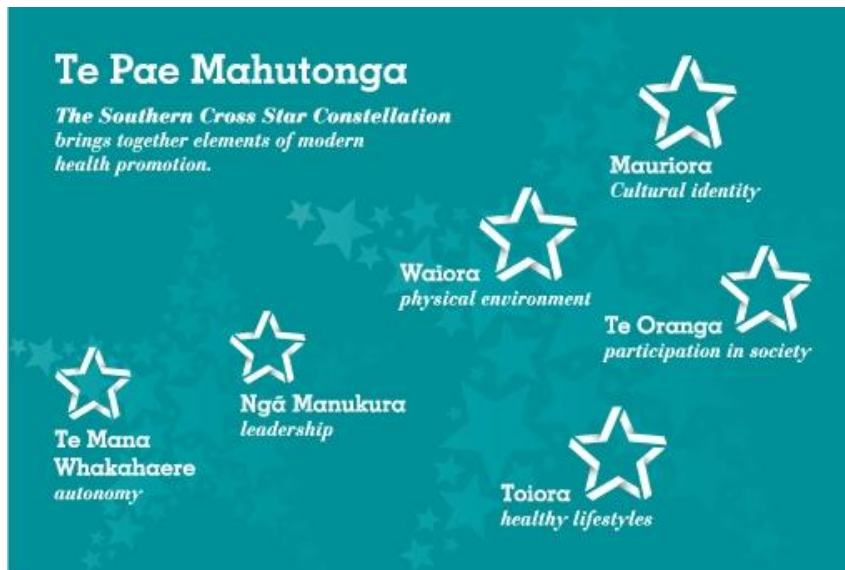 Te Pae Mahutonga
The Southern Cross Star Constellation
brings together elements of modern
health promotion.
Mauriora
Cultural identity
Waiora
physical environment
Te Oranga
participation in society
Ngá Manukura
leadership
Te Mana
Whakahaere
autonomy
Toiora
healthy lifestyles